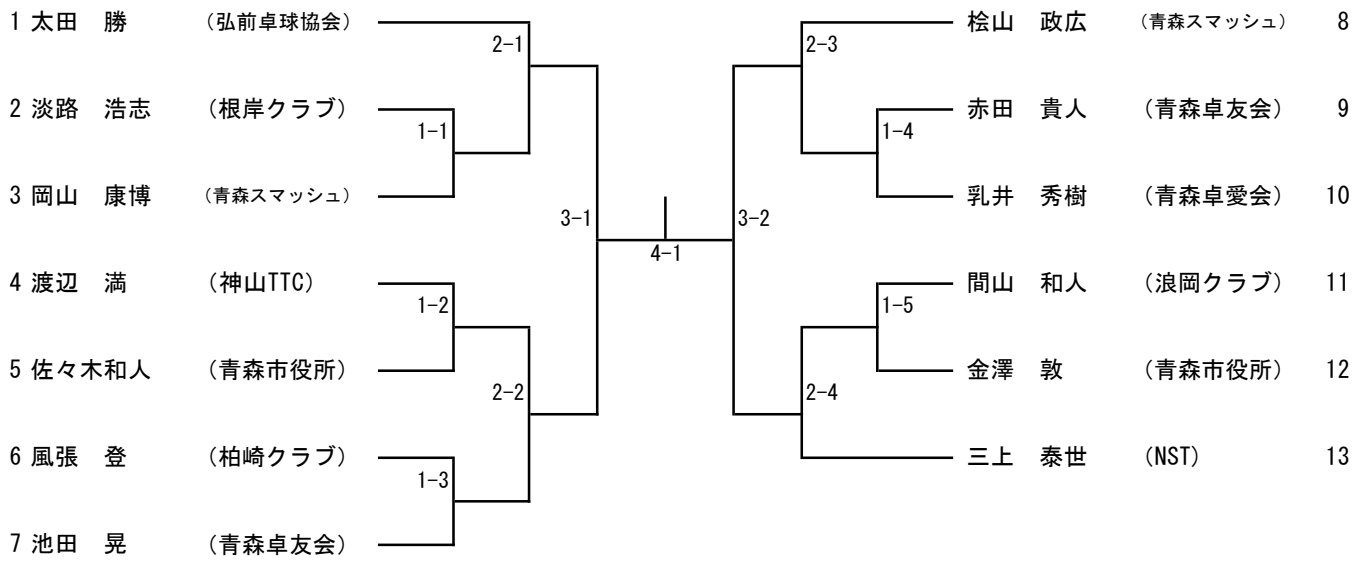 1 太田 勝 (弘前卓球協会)
2-1
2 淡路 浩志 (根岸クラブ)
1-1
3 岡山 康博 (青森スマッシュ)
3-1
4 渡辺 満 (神山TTC)
1-2
5 佐々木和人 (青森市役所)
2-2
6 風張 登 (柏崎クラブ)
1-3
7 池田 晃 (青森卓友会)
4-1
桧山 政広 (青森スマッシュ) 8
2-3
赤田 貴人 (青森卓友会) 9
1-4
乳井 秀樹 (青森卓愛会) 10
3-2
間山 和人 (浪岡クラブ) 11
1-5
金澤 敦 (青森市役所) 12
2-4
三上 泰世 (NST) 13